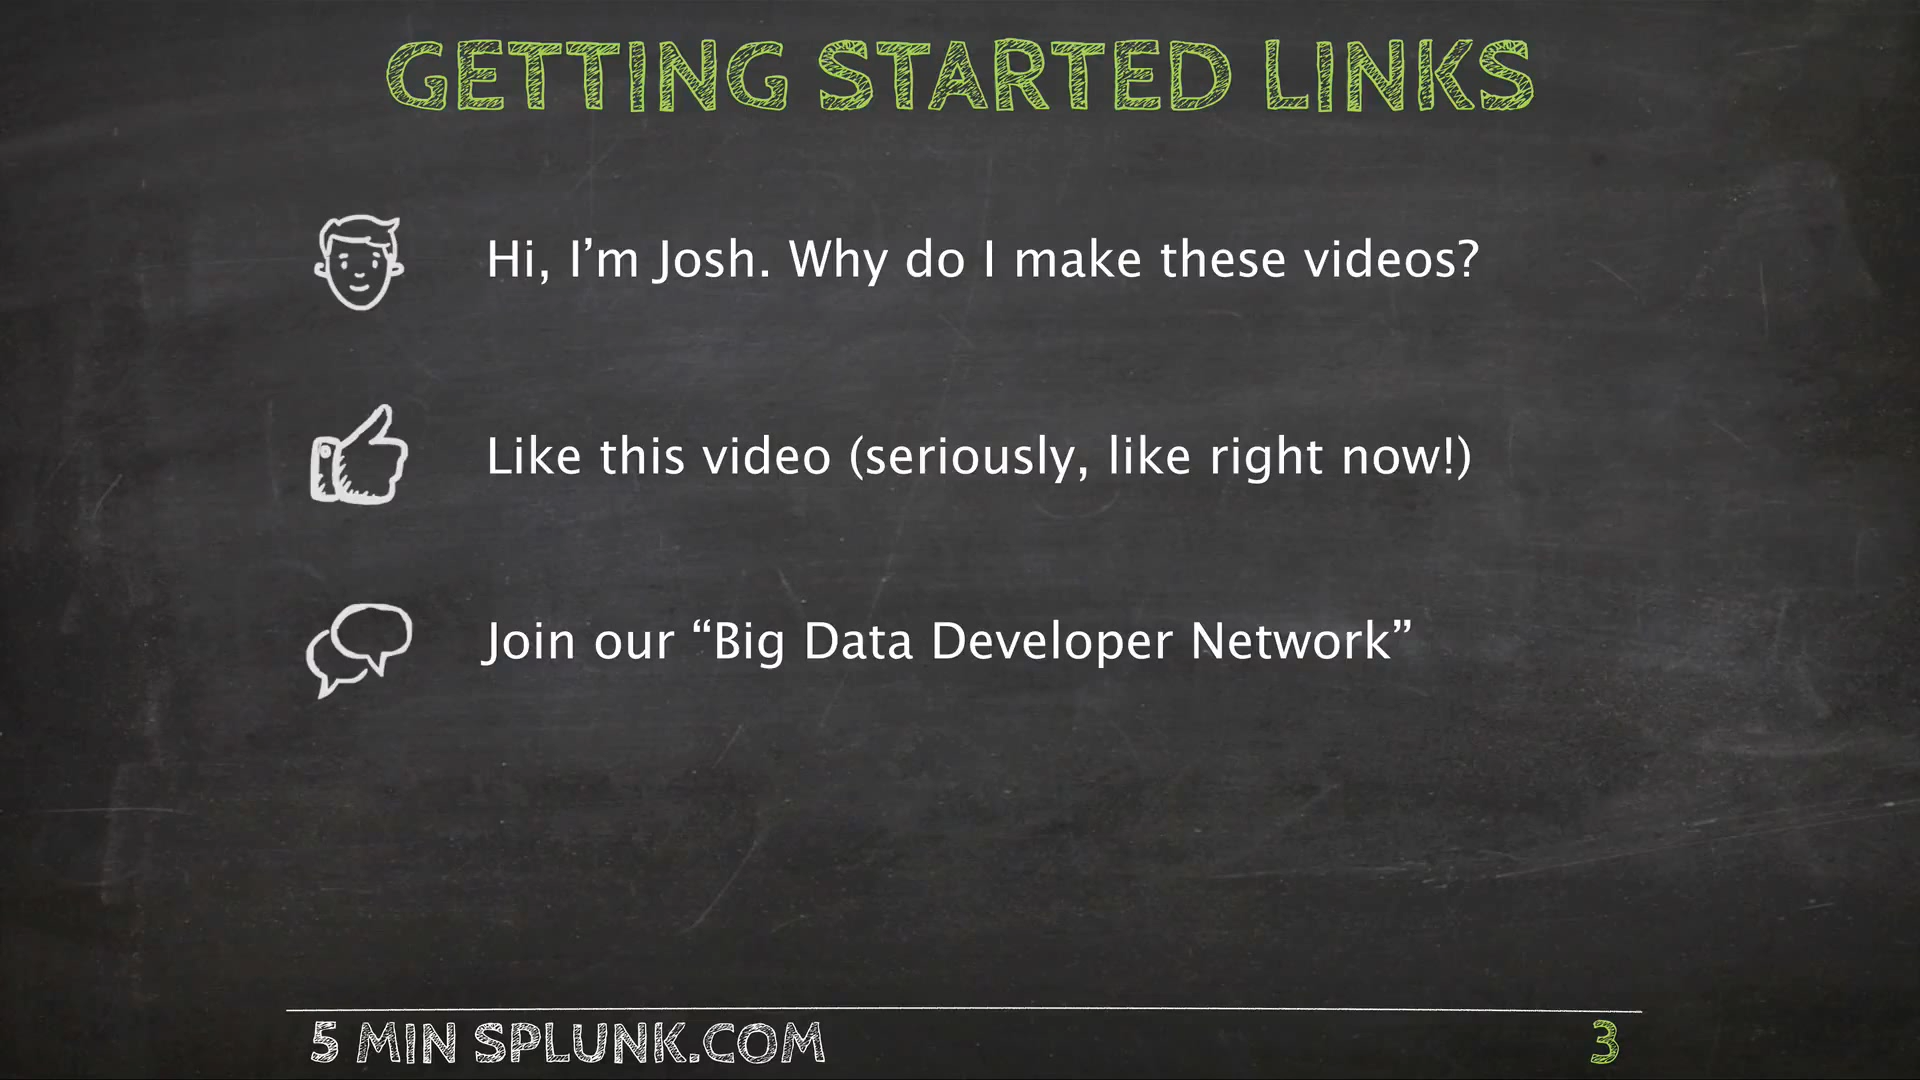 GETTING STARTED LINKS
Hi, I’m Josh. Why do I make these videos?
Like this video (seriously, like right now!)
Join our “Big Data Developer Network”
5 MIN SPLUNK.COM
3